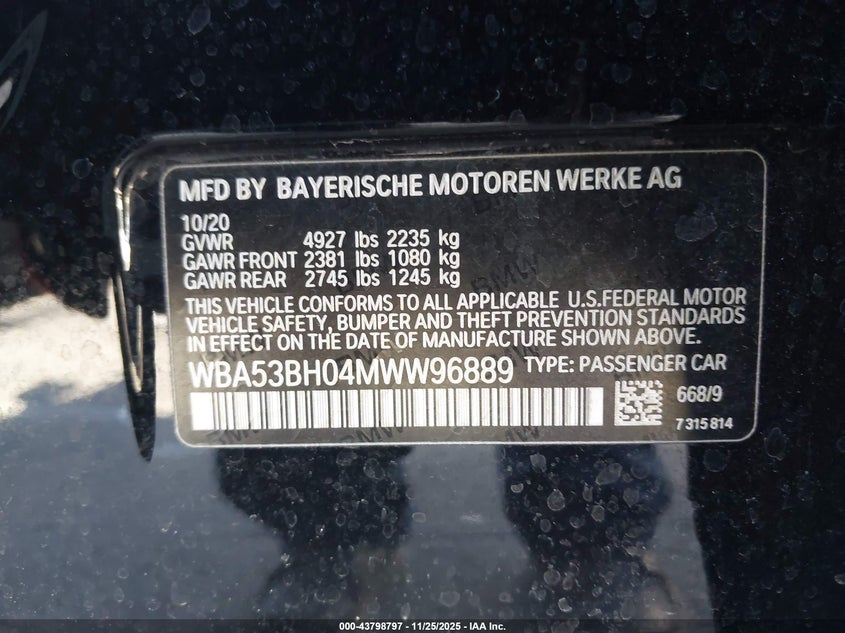 MFD BY BAYERISCHE MOTOREN WERKE AG
10/20
GVWR 4927 lbs 2235 kg
GAWR FRONT 2381 lbs 1080 kg
GAWR REAR 2745 lbs 1245 kg
THIS VEHICLE CONFORMS TO ALL APPLICABLE U.S.FEDERAL MOTOR
VEHICLE SAFETY, BUMPER AND THEFT PREVENTION STANDARDS
IN EFFECT ON THE DATE OF MANUFACTURE SHOWN ABOVE.
WBA53BH04MWW96889 TYPE: PASSENGER CAR
668/9
7315814
000-43798797 - 11/25/2025 - IAA Inc.